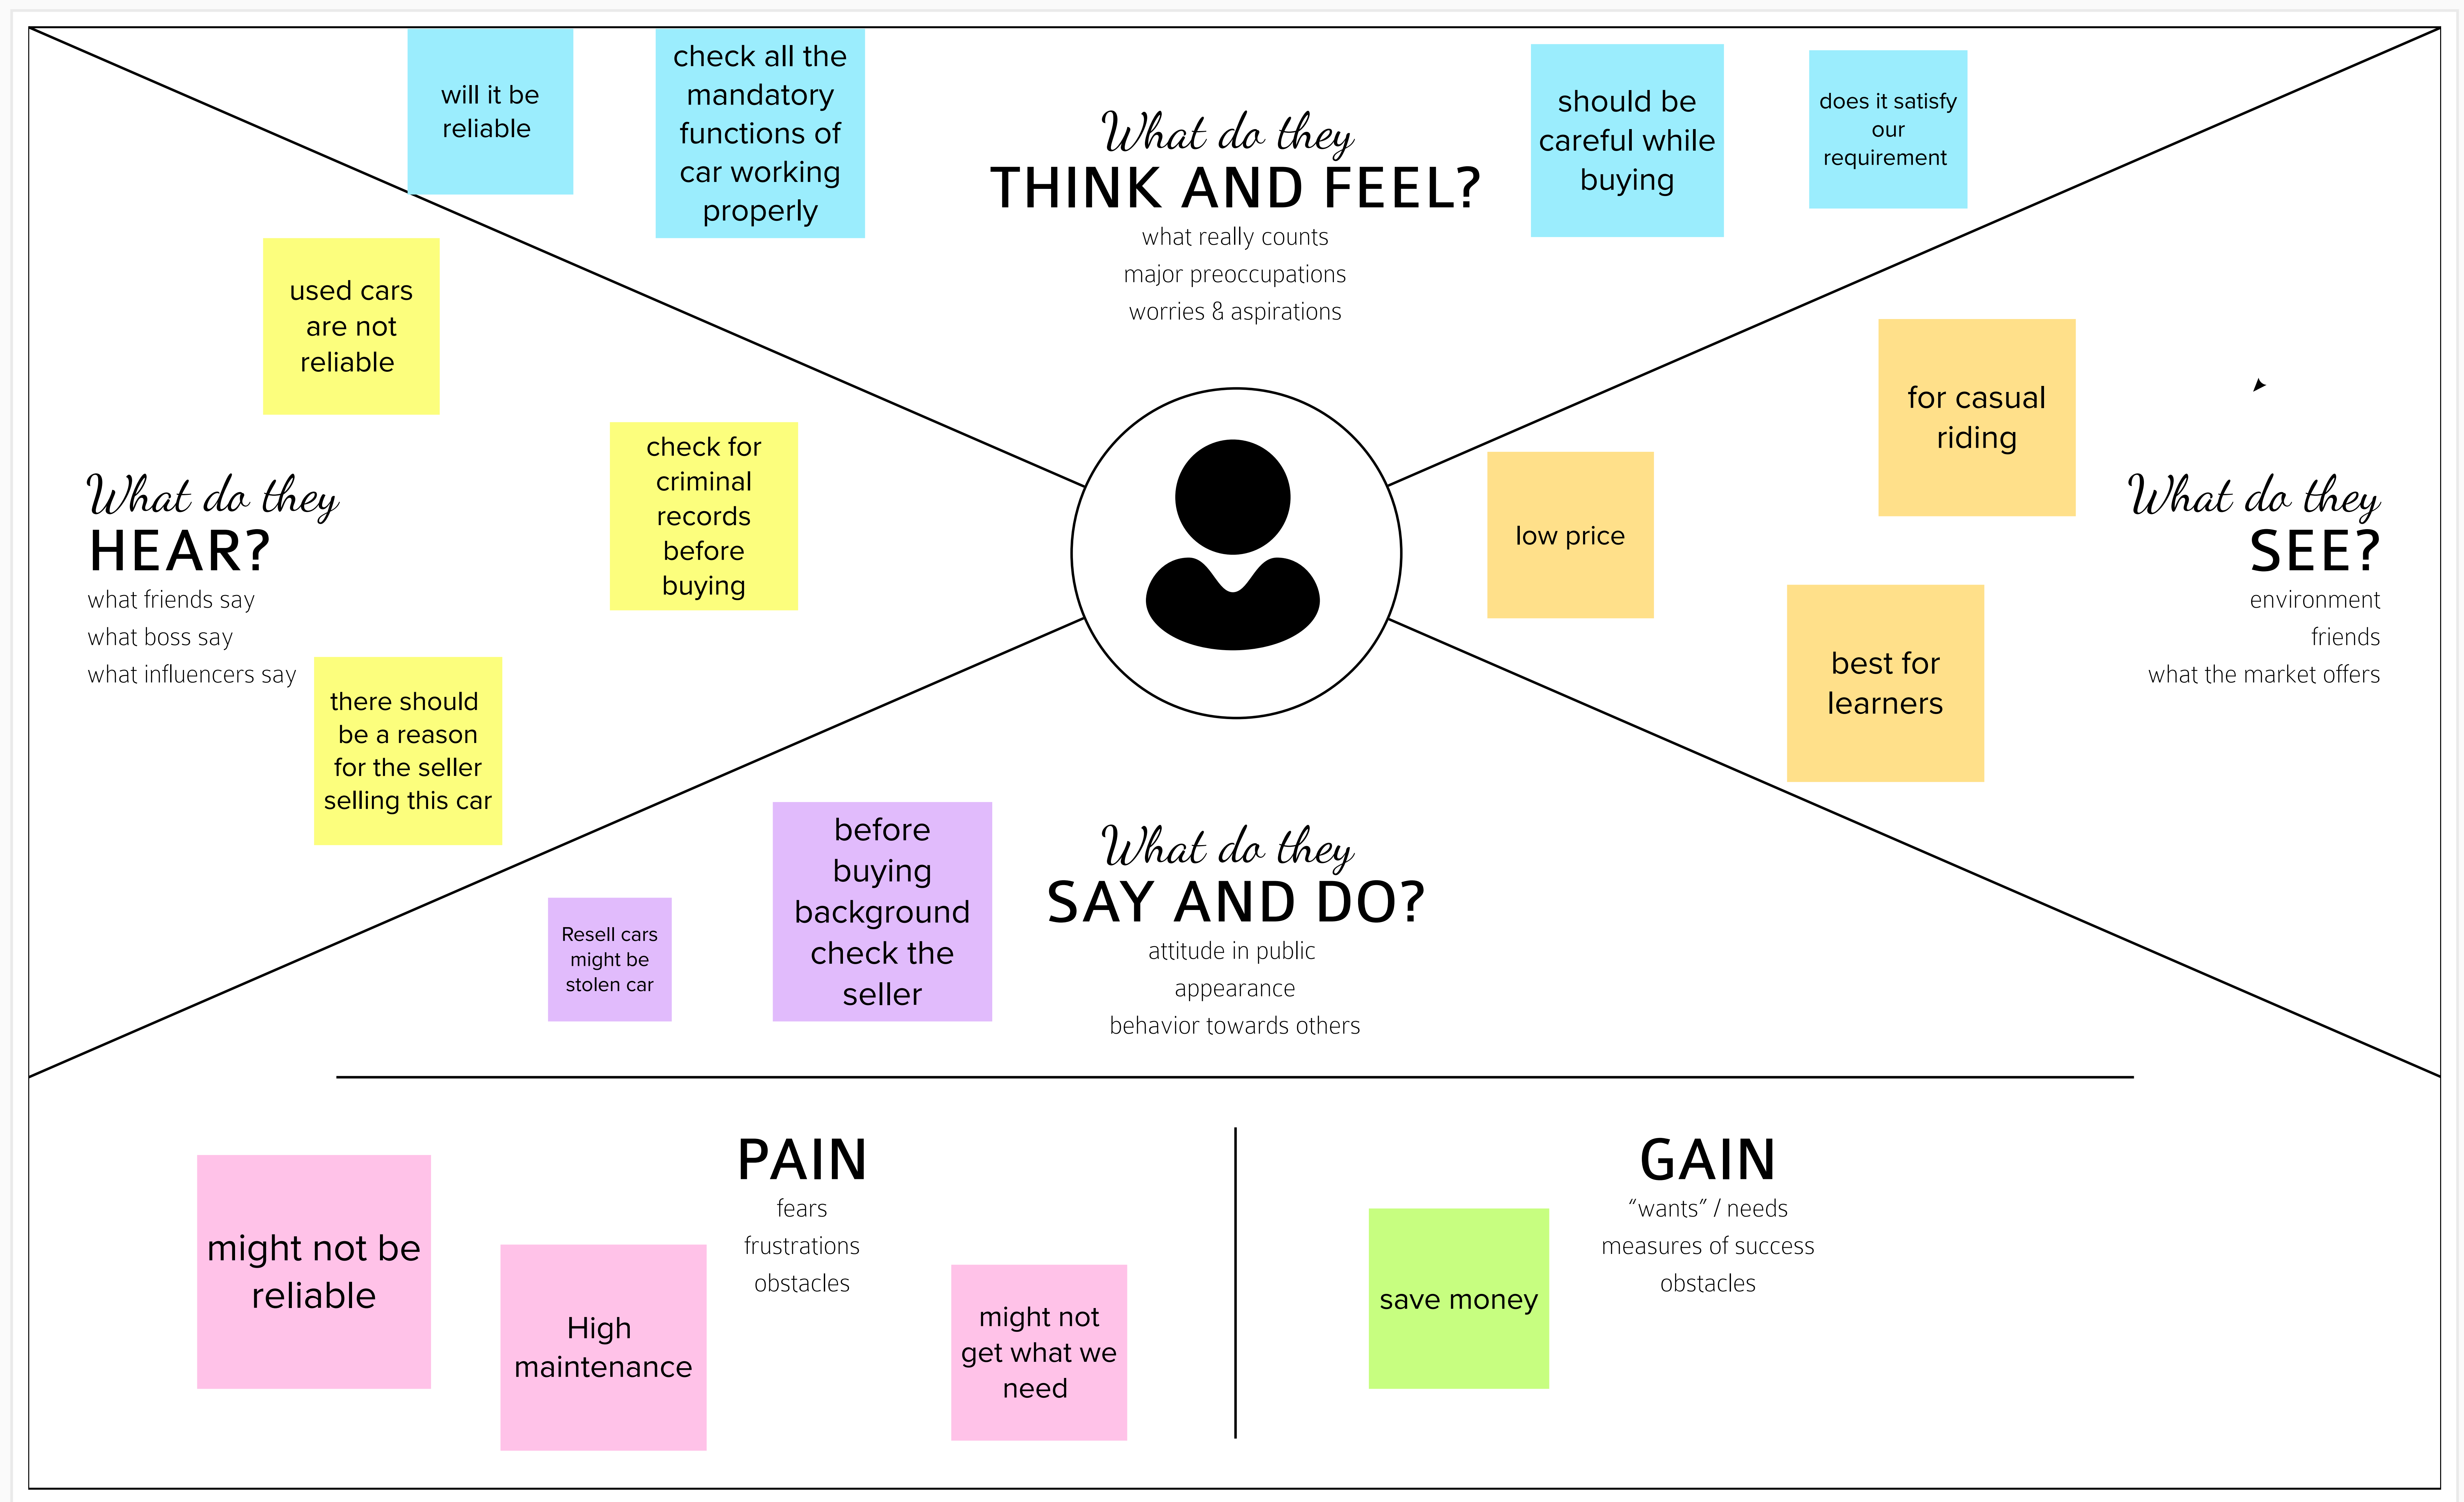 will it be
reliable
check all the
mandatory
functions of
car working
properly
What do they
THINK AND FEEL?
what really counts
major preoccupations
worries & aspirations
should be
careful while
buying
does it satisfy
our
requirement
used cars
are not
reliable
check for
criminal
records
before
buying
What do they
HEAR?
what friends say
what boss say
what influencers say
there should
be a reason
for the seller
selling this car
for casual
riding
low price
What do they
SEE?
environment
friends
what the market offers
best for
learners
Resell cars
might be
stolen car
before
buying
background
check the
seller
What do they
SAY AND DO?
attitude in public
appearance
behavior towards others
PAIN
fears
frustrations
obstacles
might not be
reliable
High
maintenance
might not
get what we
need
GAIN
“wants” / needs
measures of success
obstacles
save money